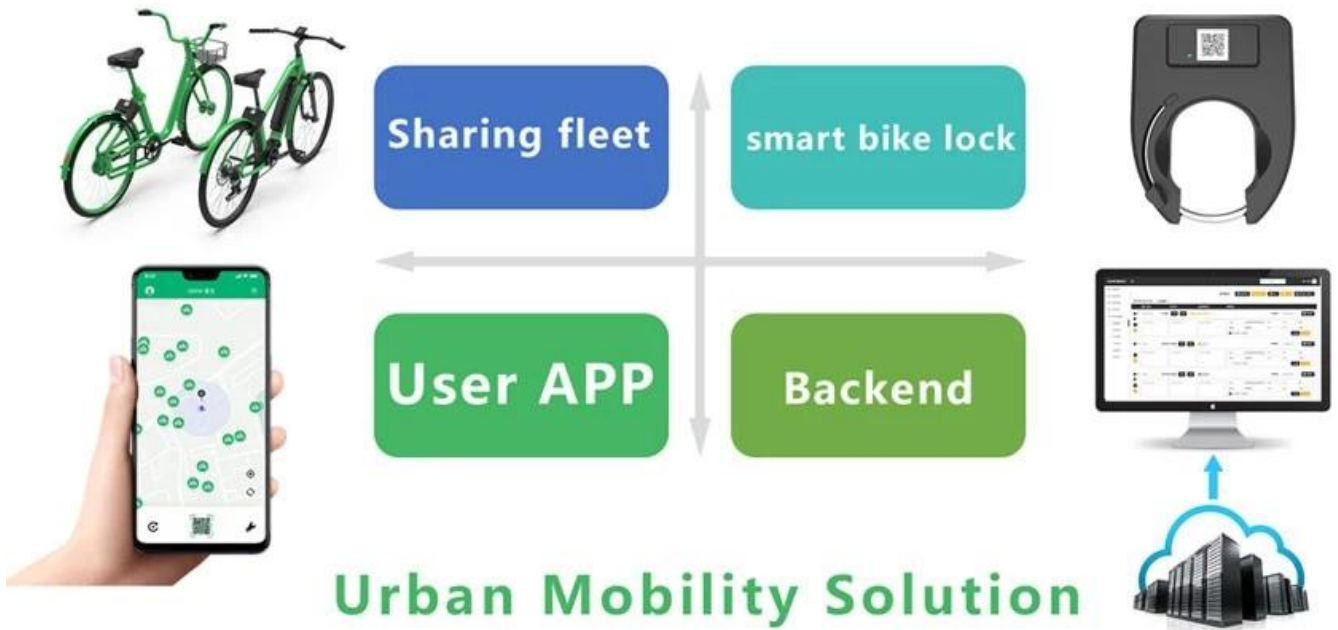 Sharing fleet
smart bike lock
User APP
Backend
Urban Mobility Solution